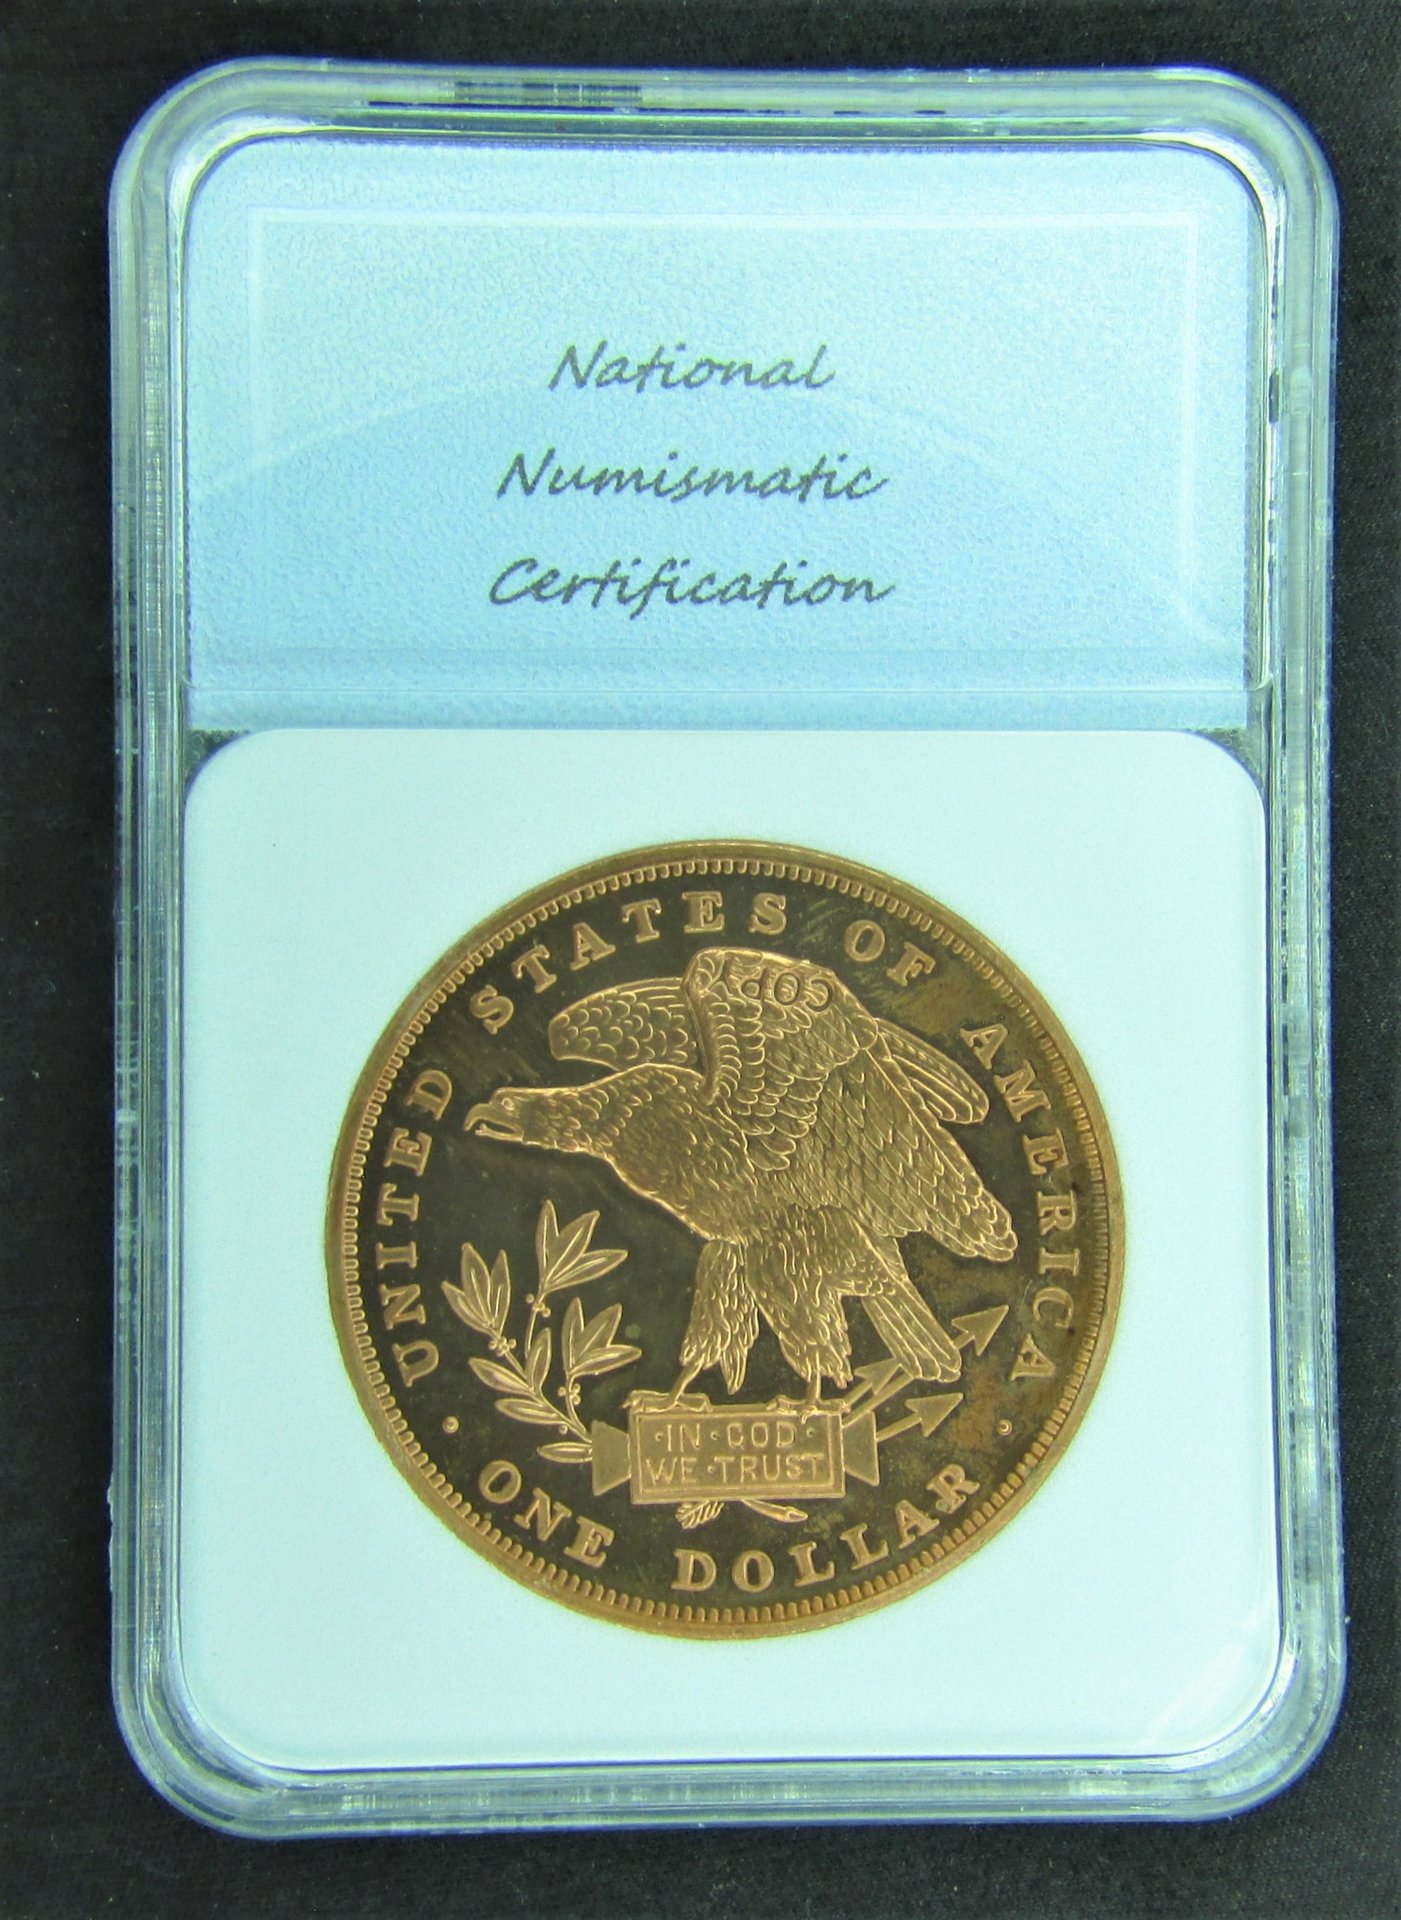 National
Numismatic
Certification
UNITED STATES OF AMERICA
COPY
·IN·GOD·
WE·TRUST
· ONE DOLLAR ·